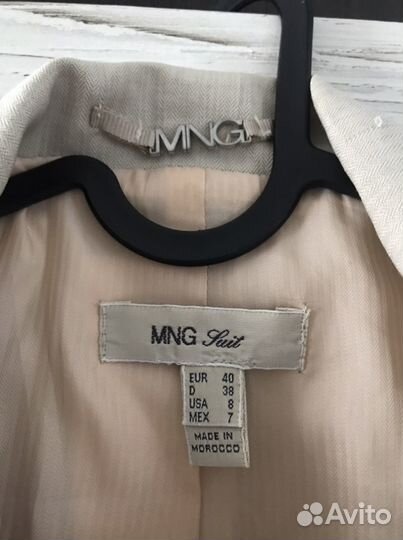 MNG
MNG Suit
EUR 40
D 38
USA 8
MEX 7
MADE IN
MOROCCO
Avito